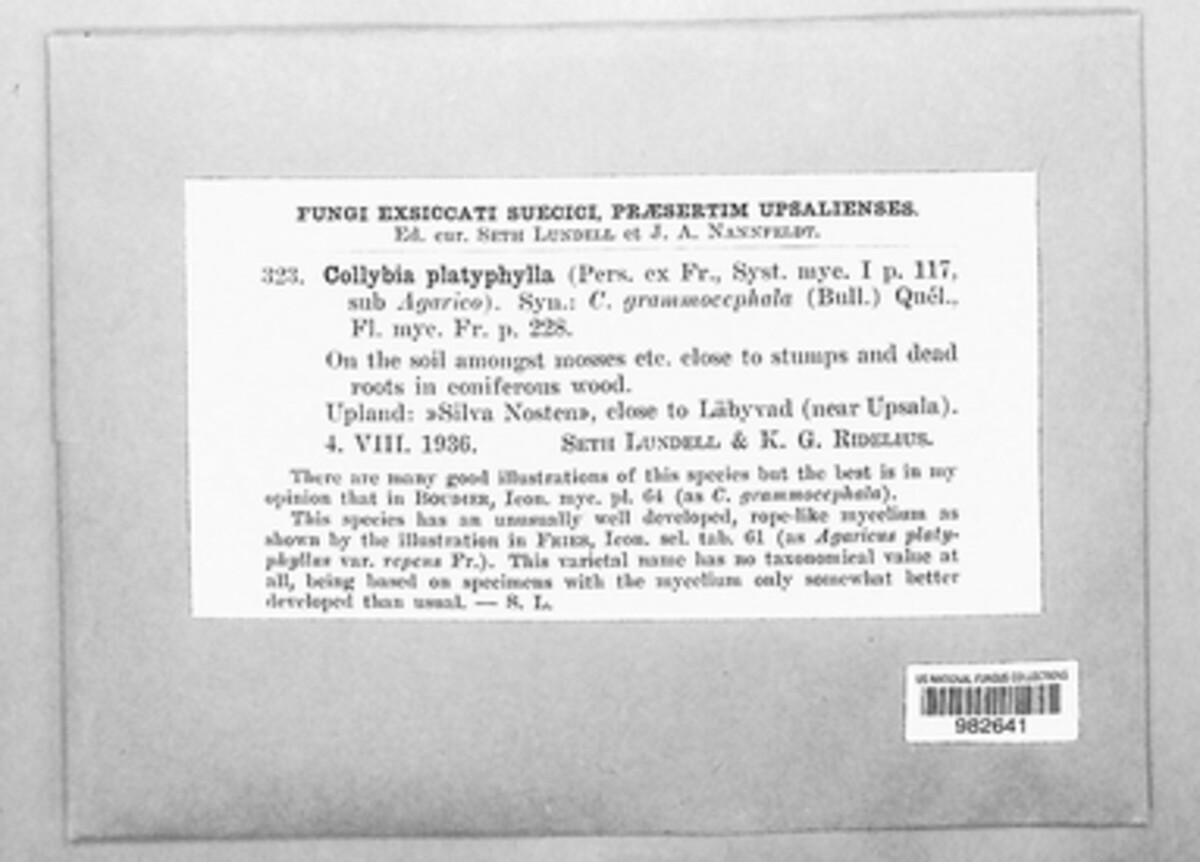 FUNGI EXSICCATI SUECICI, PRÆSERTIM UPSALIENSES.
Ed. cur. SETH LUNDELL et J. A. NANNFELDT.
323. Collybia platyphylla (Pers. ex Fr., Syst. myc. I p. 117,
sub Agarico). Syn.: C. grammocephala (Bull.) Quél.,
Fl. myc. Fr. p. 228.
On the soil amongst mosses etc. close to stumps and dead
roots in coniferous wood.
Upland: »Silva Nosten», close to Läbyvad (near Upsala).
4. VIII. 1936. SETH LUNDELL & K. G. RIDELIUS.
There are many good illustrations of this species but the best is in my
opinion that in BOUDIER, Icon. myc. pl. 64 (as C. grammocephala).
This species has an unusually well developed, rope-like mycelium as
shown by the illustration in FRIES, Icon. sel. tab. 61 (as Agaricus platy-
phyllus var. repens Fr.). This varietal name has no taxonomical value at
all, being based on specimens with the mycelium only somewhat better
developed than usual. — S. L.
US NATIONAL FUNGUS COLLECTIONS
982641